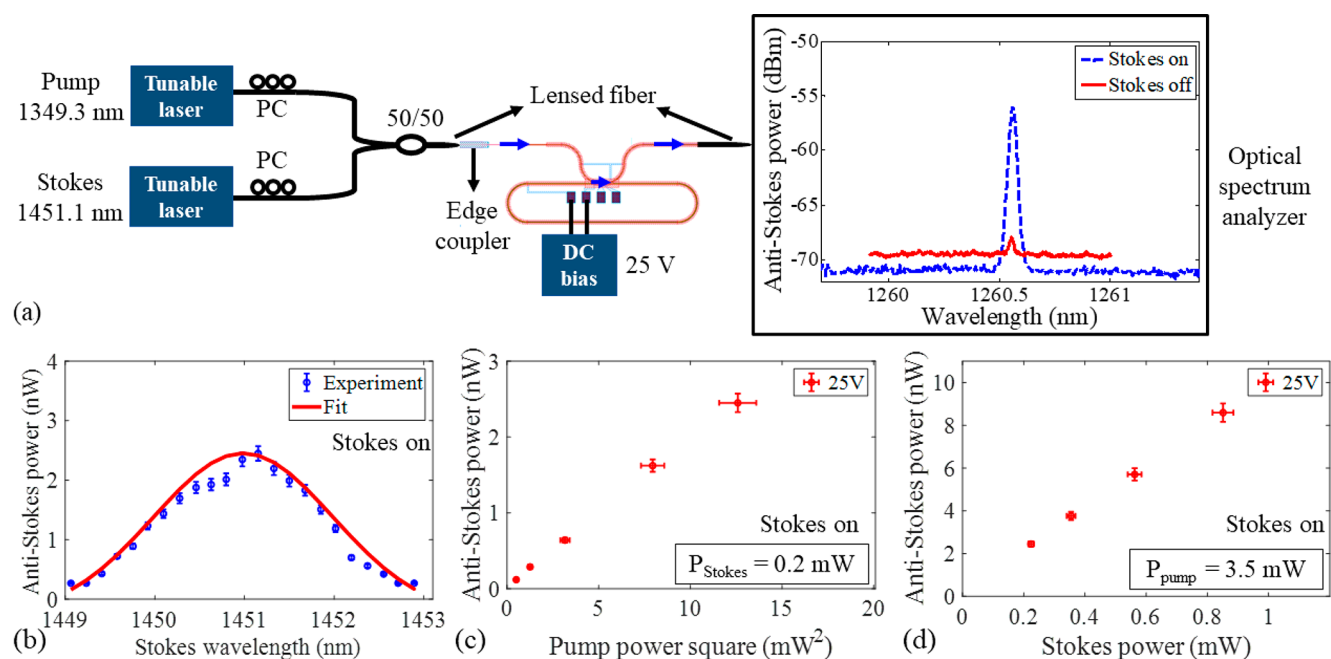 Pump
1349.3 nm
Tunable
laser
PC
Stokes
1451.1 nm
Tunable
laser
PC
50/50
Lensed fiber
Edge
coupler
DC
bias
25 V
(a)
Anti-Stokes power (dBm)
-50
-55
-60
-65
-70
1260
1260.5
1261
Wavelength (nm)
Stokes on
Stokes off
Optical
spectrum
analyzer
(b)
Anti-Stokes power (nW)
4
3
2
1
0
1449
1450
1451
1452
1453
Stokes wavelength (nm)
Experiment
Fit
Stokes on
(c)
Anti-Stokes power (nW)
3
2
1
0
0
5
10
15
20
Pump power square (mW²)
25V
Stokes on
P_Stokes = 0.2 mW
(d)
Anti-Stokes power (nW)
10
8
6
4
2
0
0
0.2
0.4
0.6
0.8
1
Stokes power (mW)
25V
Stokes on
P_pump = 3.5 mW